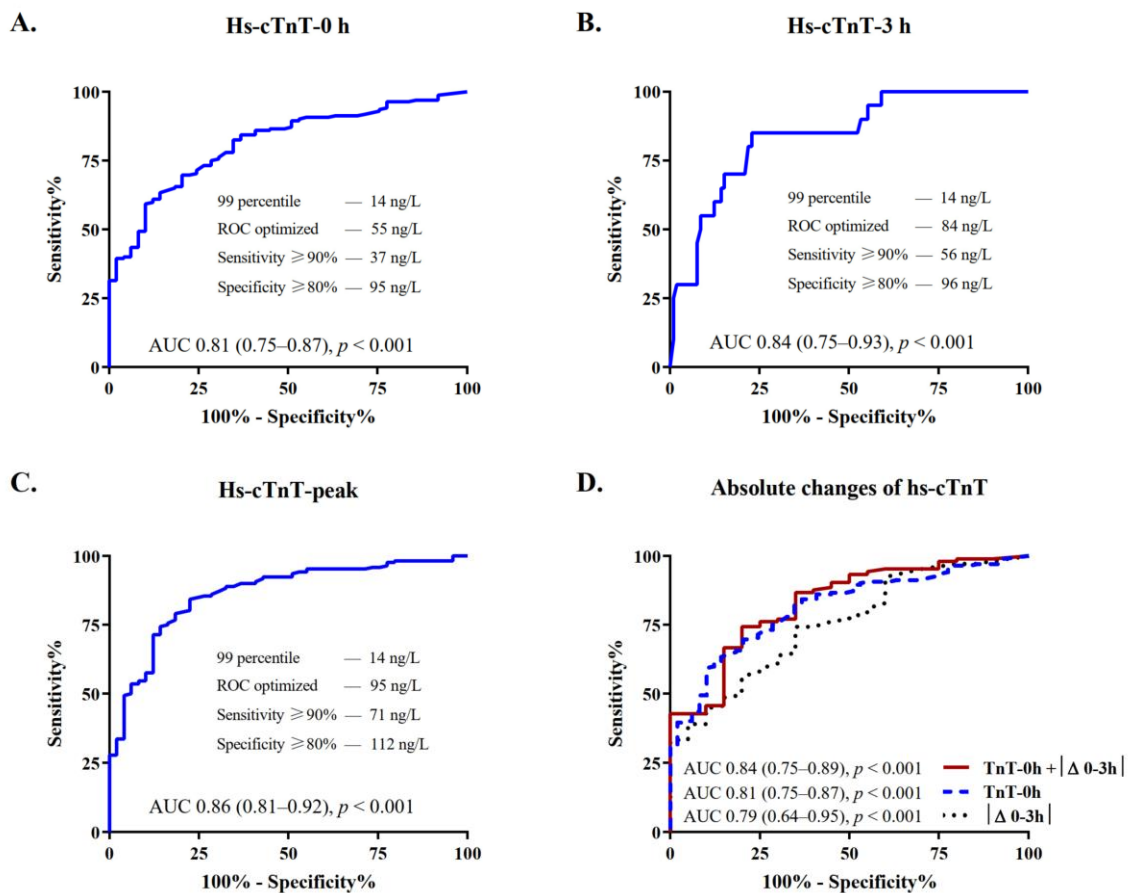 A.
Hs-cTnT-0 h
100
75
50
25
0
Sensitivity%
99 percentile — 14 ng/L
ROC optimized — 55 ng/L
Sensitivity ≥90% — 37 ng/L
Specificity ≥80% — 95 ng/L
AUC 0.81 (0.75–0.87), p < 0.001
0 25 50 75 100
100% - Specificity%
B.
Hs-cTnT-3 h
100
75
50
25
0
Sensitivity%
99 percentile — 14 ng/L
ROC optimized — 84 ng/L
Sensitivity ≥90% — 56 ng/L
Specificity ≥80% — 96 ng/L
AUC 0.84 (0.75–0.93), p < 0.001
0 25 50 75 100
100% - Specificity%
C.
Hs-cTnT-peak
100
75
50
25
0
Sensitivity%
99 percentile — 14 ng/L
ROC optimized — 95 ng/L
Sensitivity ≥90% — 71 ng/L
Specificity ≥80% — 112 ng/L
AUC 0.86 (0.81–0.92), p < 0.001
0 25 50 75 100
100% - Specificity%
D.
Absolute changes of hs-cTnT
100
75
50
25
0
Sensitivity%
AUC 0.84 (0.75–0.89), p < 0.001 TnT-0h + |Δ 0-3h|
AUC 0.81 (0.75–0.87), p < 0.001 TnT-0h
AUC 0.79 (0.64–0.95), p < 0.001 |Δ 0-3h|
0 25 50 75 100
100% - Specificity%